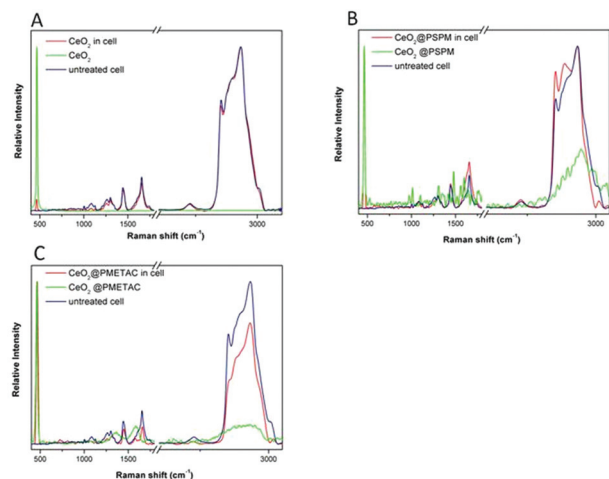 A
CeO2 in cell
CeO2
untreated cell
Relative Intensity
500
1000
1500
3000
Raman shift (cm-1)
B
CeO2@PSPM in cell
CeO2 @PSPM
untreated cell
Relative Intensity
500
1000
1500
3000
Raman shift (cm-1)
C
CeO2@PMETAC in cell
CeO2 @PMETAC
untreated cell
Relative Intensity
500
1000
1500
3000
Raman shift (cm-1)